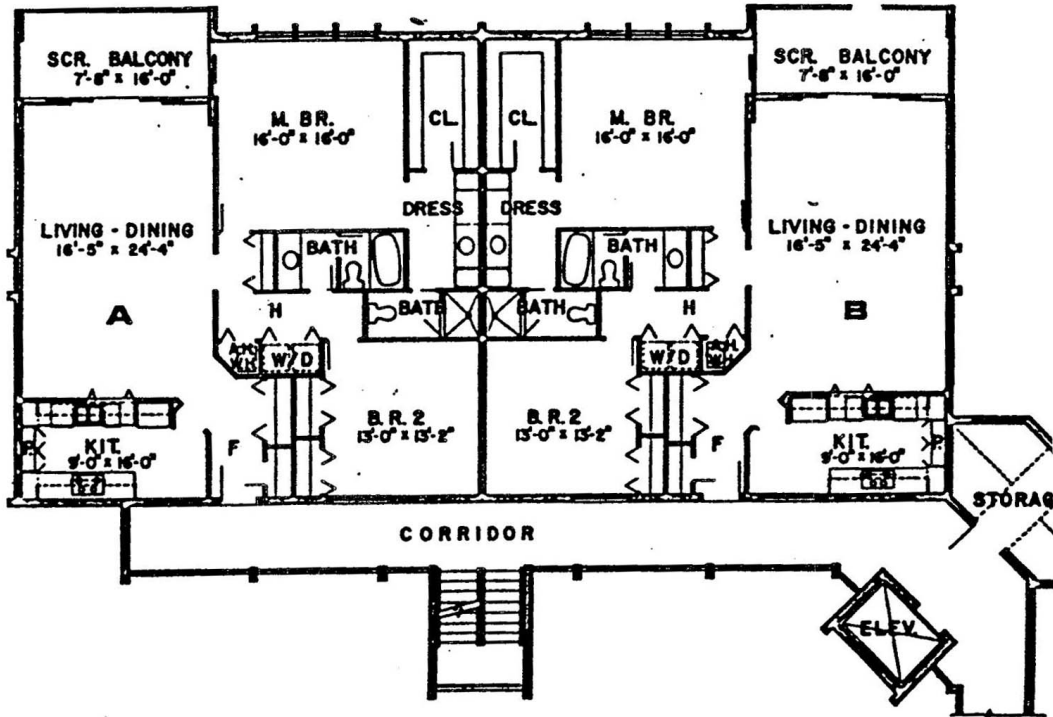 SCR. BALCONY
7'-8" x 16'-0"
M. BR.
16'-0" x 16'-0"
CL.
CL.
M. BR.
16'-0" x 16'-0"
SCR. BALCONY
7'-8" x 16'-0"
LIVING - DINING
16'-5" x 24'-4"
A
DRESS
DRESS
BATH
BATH
LIVING - DINING
16'-5" x 24'-4"
B
H
BATH
BATH
H
W/D
W/D
B.R. 2
13'-0" x 13'-2"
B.R. 2
13'-0" x 13'-2"
P.
KIT.
9'-0" x 16'-0"
F
F
KIT.
9'-0" x 16'-0"
P.
CORRIDOR
STORAG
ELEV.